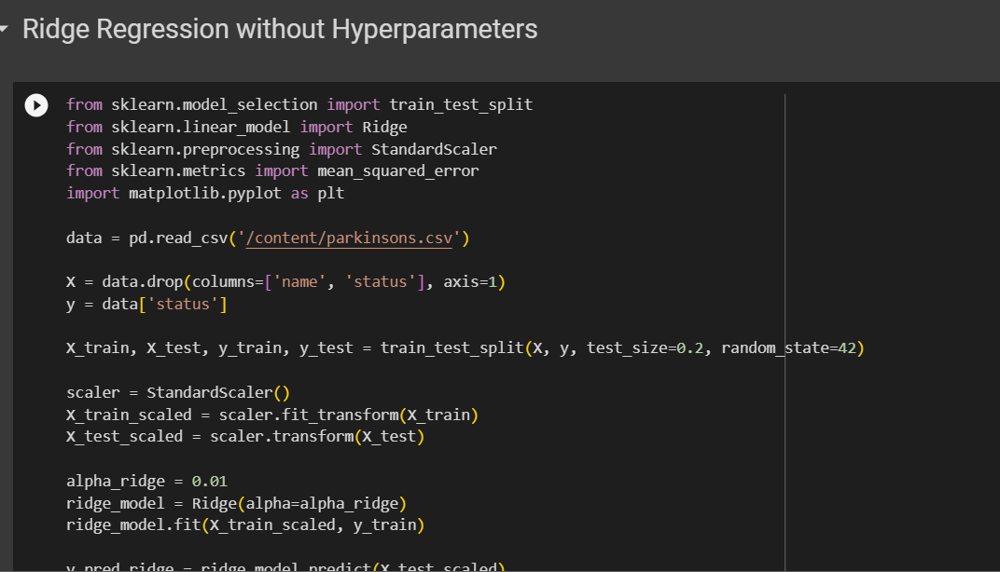 Ridge Regression without Hyperparameters
from sklearn.model_selection import train_test_split
from sklearn.linear_model import Ridge
from sklearn.preprocessing import StandardScaler
from sklearn.metrics import mean_squared_error
import matplotlib.pyplot as plt
data = pd.read_csv('/content/parkinsons.csv')
X = data.drop(columns=['name', 'status'], axis=1)
y = data['status']
X_train, X_test, y_train, y_test = train_test_split(X, y, test_size=0.2, random_state=42)
scaler = StandardScaler()
X_train_scaled = scaler.fit_transform(X_train)
X_test_scaled = scaler.transform(X_test)
alpha_ridge = 0.01
ridge_model = Ridge(alpha=alpha_ridge)
ridge_model.fit(X_train_scaled, y_train)
y_pred_ridge = ridge_model.predict(X_test_scaled)